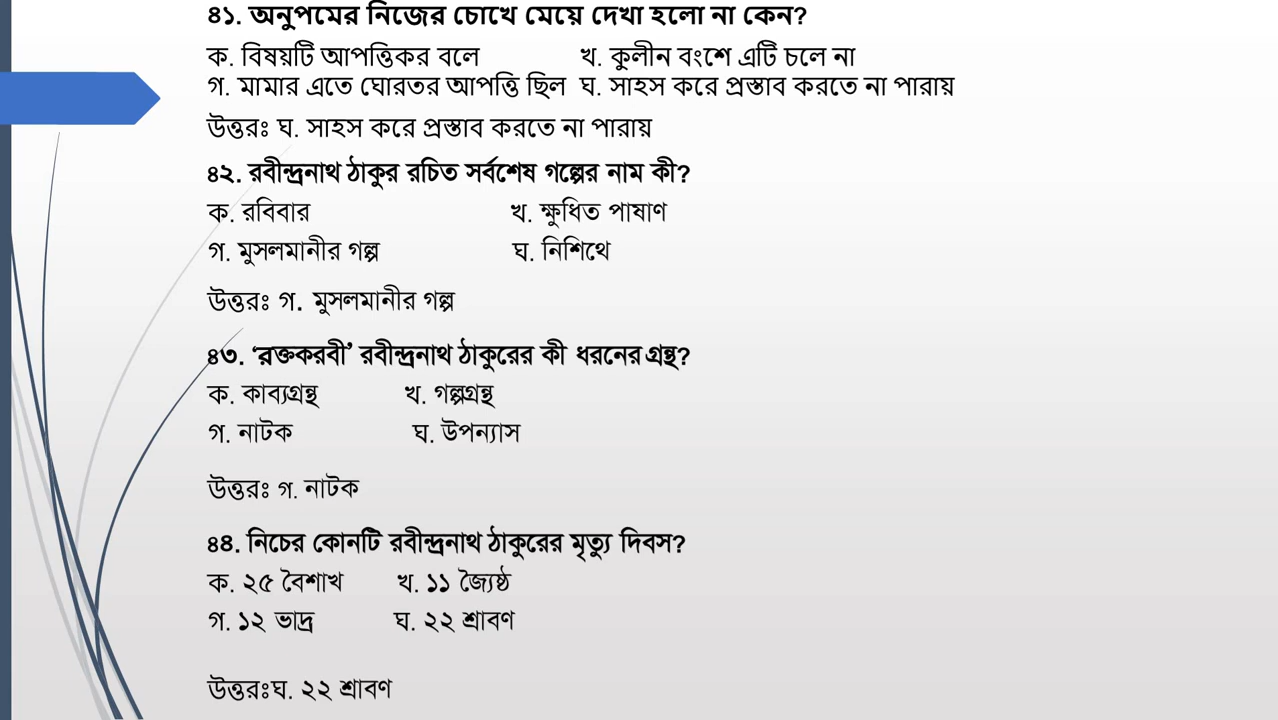 ৪১. অনুপমের নিজের চোখে মেয়ে দেখা হলো না কেন?
ক. বিষয়টি আপত্তিকর বলে খ. কুলীন বংশে এটি চলে না
গ. মামার এতে ঘোরতর আপত্তি ছিল ঘ. সাহস করে প্রস্তাব করতে না পারায়
উত্তরঃ ঘ. সাহস করে প্রস্তাব করতে না পারায়
৪২. রবীন্দ্রনাথ ঠাকুর রচিত সর্বশেষ গল্পের নাম কী?
ক. রবিবার খ. ক্ষুধিত পাষাণ
গ. মুসলমানীর গল্প ঘ. নিশিথে
উত্তরঃ গ. মুসলমানীর গল্প
৪৩. ‘রক্তকরবী’ রবীন্দ্রনাথ ঠাকুরের কী ধরনের গ্রন্থ?
ক. কাব্যগ্রন্থ খ. গল্পগ্রন্থ
গ. নাটক ঘ. উপন্যাস
উত্তরঃ গ. নাটক
৪৪. নিচের কোনটি রবীন্দ্রনাথ ঠাকুরের মৃত্যু দিবস?
ক. ২৫ বৈশাখ খ. ১১ জ্যৈষ্ঠ
গ. ১২ ভাদ্র ঘ. ২২ শ্রাবণ
উত্তরঃঘ. ২২ শ্রাবণ